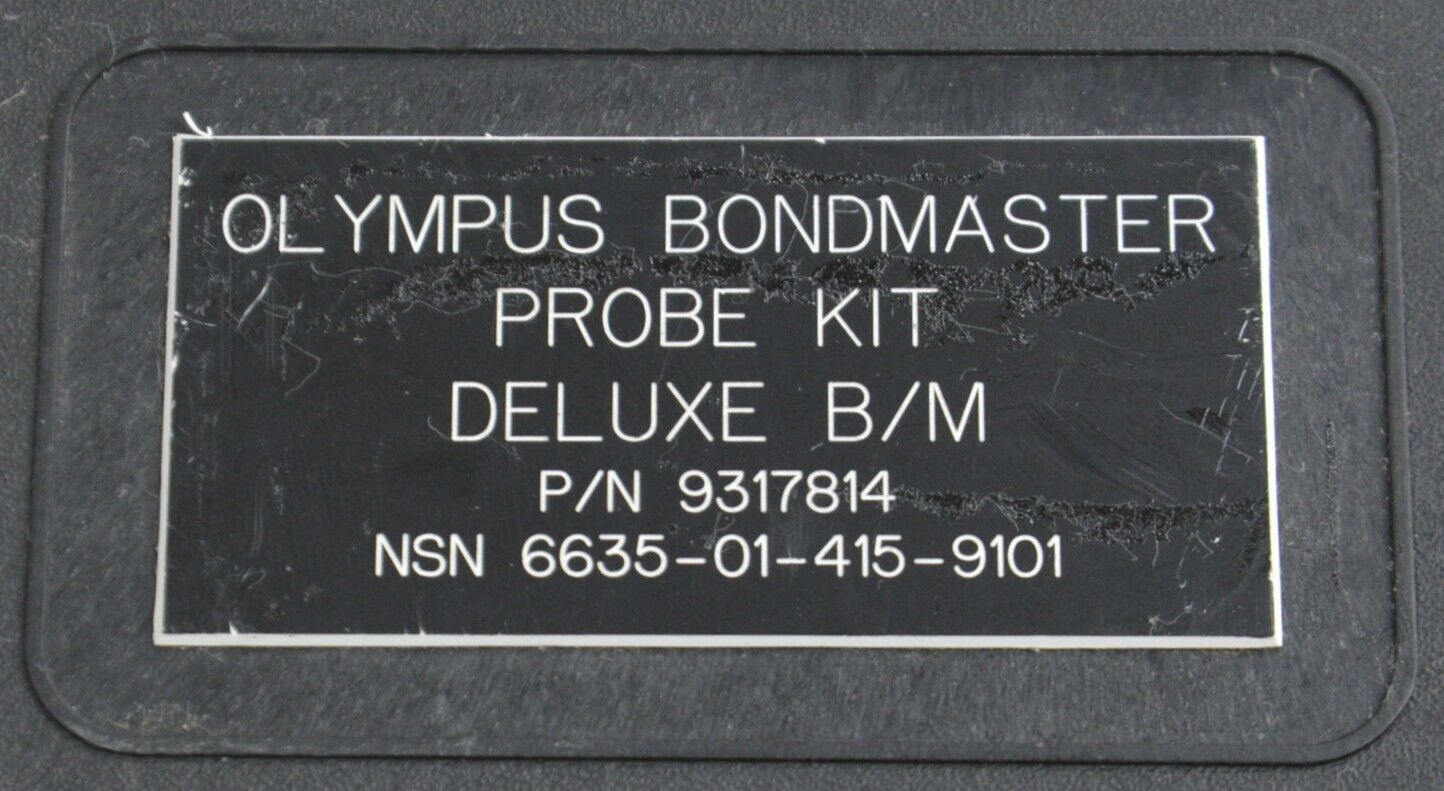 OLYMPUS BONDMASTER
PROBE KIT
DELUXE B/M
P/N 9317814
NSN 6635-01-415-9101